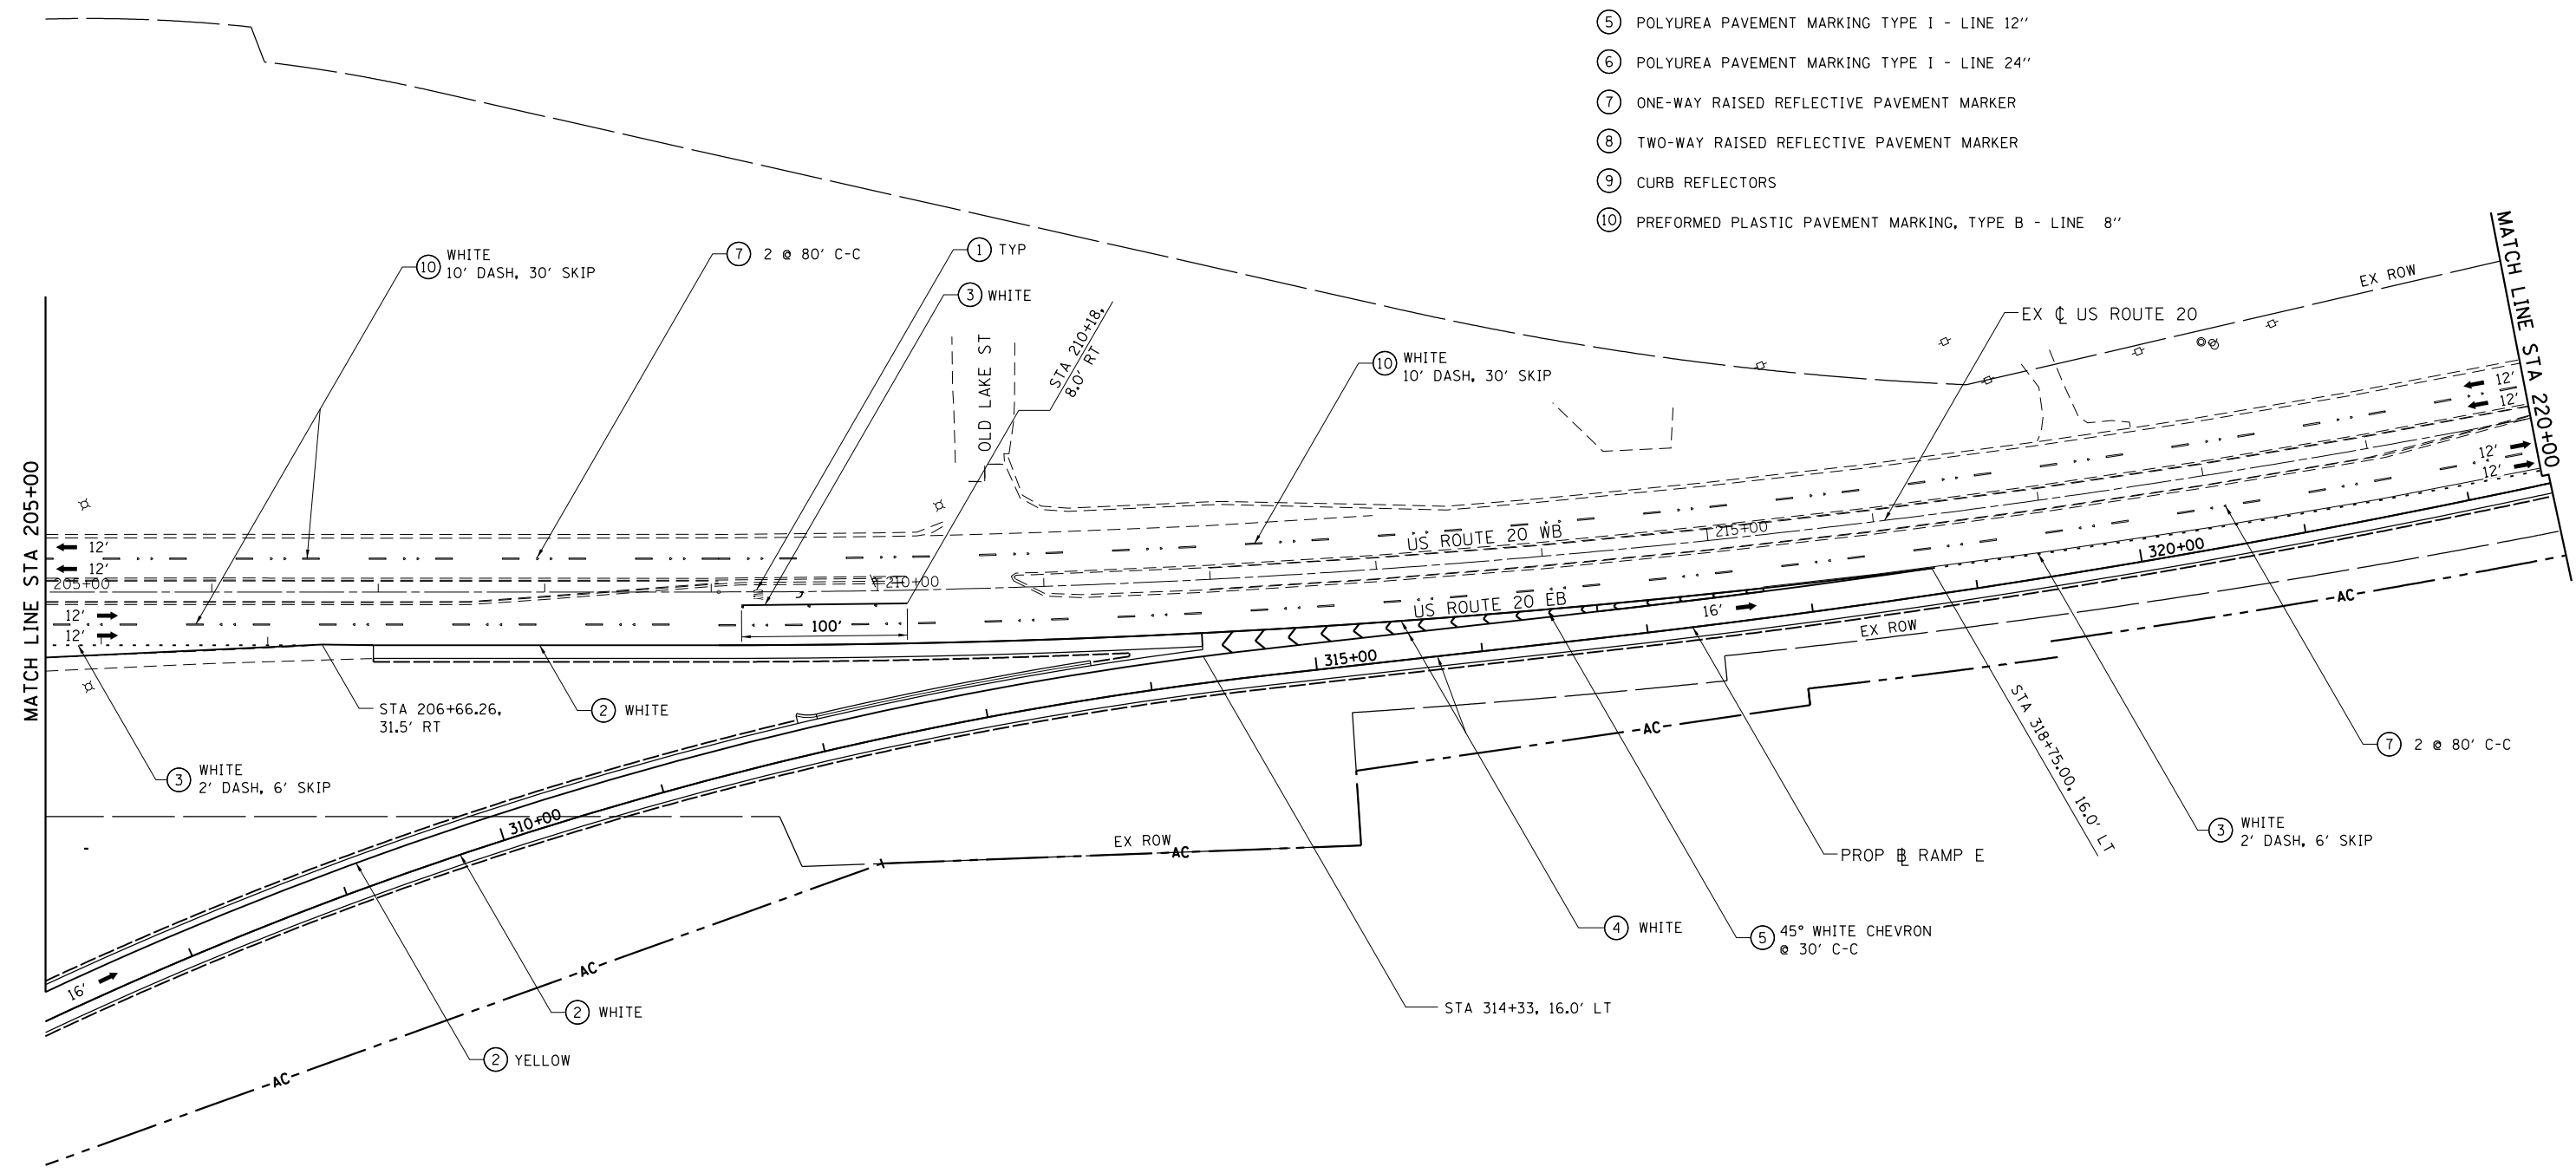 5 POLYUREA PAVEMENT MARKING TYPE I - LINE 12''
6 POLYUREA PAVEMENT MARKING TYPE I - LINE 24''
7 ONE-WAY RAISED REFLECTIVE PAVEMENT MARKER
8 TWO-WAY RAISED REFLECTIVE PAVEMENT MARKER
9 CURB REFLECTORS
10 PREFORMED PLASTIC PAVEMENT MARKING, TYPE B - LINE 8''
MATCH LINE STA 205+00
10 WHITE
10' DASH, 30' SKIP
7 2 @ 80' C-C
1 TYP
3 WHITE
OLD LAKE ST
STA 210+18,
8.0' RT
10 WHITE
10' DASH, 30' SKIP
EX ℄ US ROUTE 20
EX ROW
MATCH LINE STA 220+00
12'
12'
12'
12'
205+00
12'
12'
210+00
100'
US ROUTE 20 WB
215+00
US ROUTE 20 EB
12'
12'
16'
320+00
315+00
EX ROW
AC
STA 206+66.26,
31.5' RT
2 WHITE
3 WHITE
2' DASH, 6' SKIP
AC
STA 318+75.00, 16.0' LT
7 2 @ 80' C-C
310+00
EX ROW
AC
PROP ⅊ RAMP E
3 WHITE
2' DASH, 6' SKIP
4 WHITE
5 45° WHITE CHEVRON
@ 30' C-C
16'
AC
2 WHITE
STA 314+33, 16.0' LT
2 YELLOW
AC